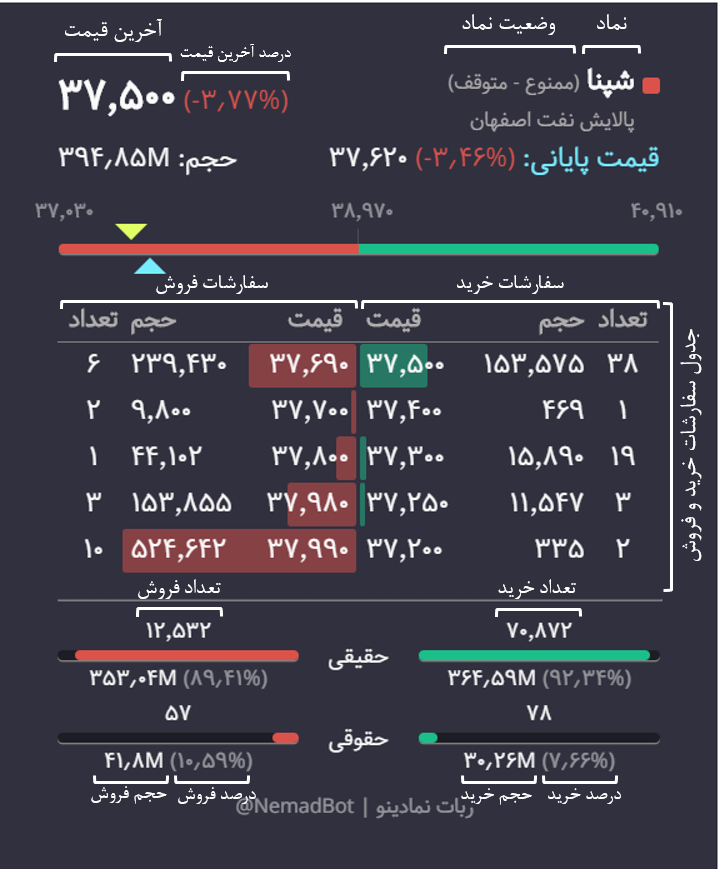 نماد وضعیت نماد آخرین قیمت
درصد آخرین قیمت
شپنا (ممنوع - متوقف) ۳۷,۵۰۰ (-۳٫۷۷%)
پالایش نفت اصفهان
قیمت پایانی: ۳۷,۶۲۰ (-۳٫۴۶%) حجم: ۳۹۴٫۸۵M
۳۷,۰۳۰ ۳۸,۹۷۰ ۴۰,۹۱۰
سفارشات خرید سفارشات فروش
تعداد حجم قیمت قیمت حجم تعداد
۳۸ ۱۵۳,۵۷۵ ۳۷,۵۰۰ ۳۷,۶۹۰ ۲۳۹,۴۳۰ ۶
۱ ۴۶۹ ۳۷,۴۰۰ ۳۷,۷۰۰ ۹,۸۰۰ ۲
۱۹ ۱۵,۸۹۰ ۳۷,۳۰۰ ۳۷,۸۰۰ ۴۴,۱۰۲ ۱
۳ ۱۱,۵۴۷ ۳۷,۲۵۰ ۳۷,۹۸۰ ۱۵۳,۸۵۵ ۳
۲ ۳۳۵ ۳۷,۲۰۰ ۳۷,۹۹۰ ۵۲۴,۶۴۲ ۱۰
جدول سفارشات خرید و فروش
تعداد خرید تعداد فروش
۷۰,۸۷۲ ۱۲,۵۳۲
حقیقی
۳۶۴٫۵۹M (۹۲٫۳۴%) ۳۵۳٫۰۴M (۸۹٫۴۱%)
۷۸ ۵۷
حقوقی
۳۰٫۲۶M (۷٫۶۶%) ۴۱٫۸M (۱۰٫۵۹%)
درصد خرید حجم خرید درصد فروش حجم فروش
ربات نمادینو | @NemadBot